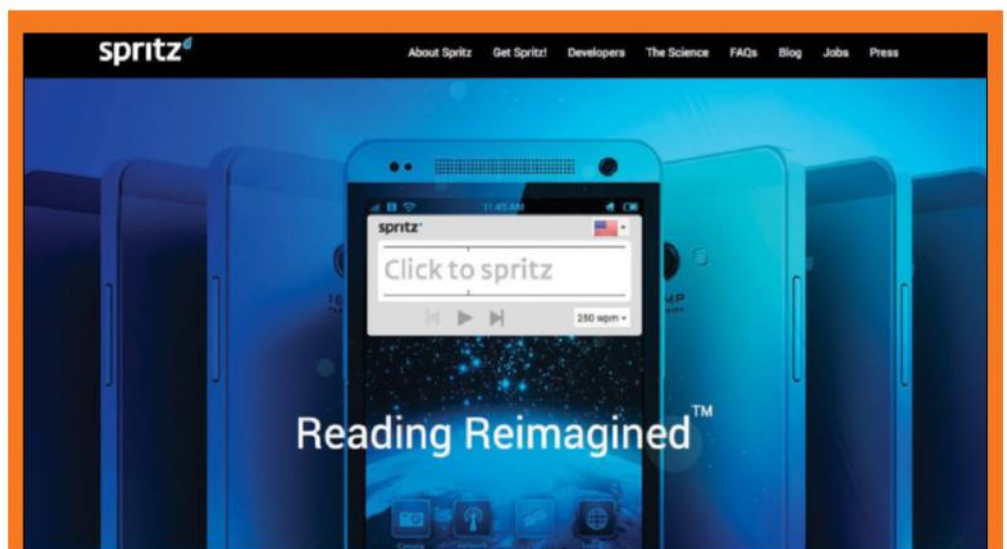 spritz
About Spritz Get Spritz! Developers The Science FAQs Blog Jobs Press
11:45 AM
spritz
Click to spritz
250 wpm
Reading Reimagined™
Camera